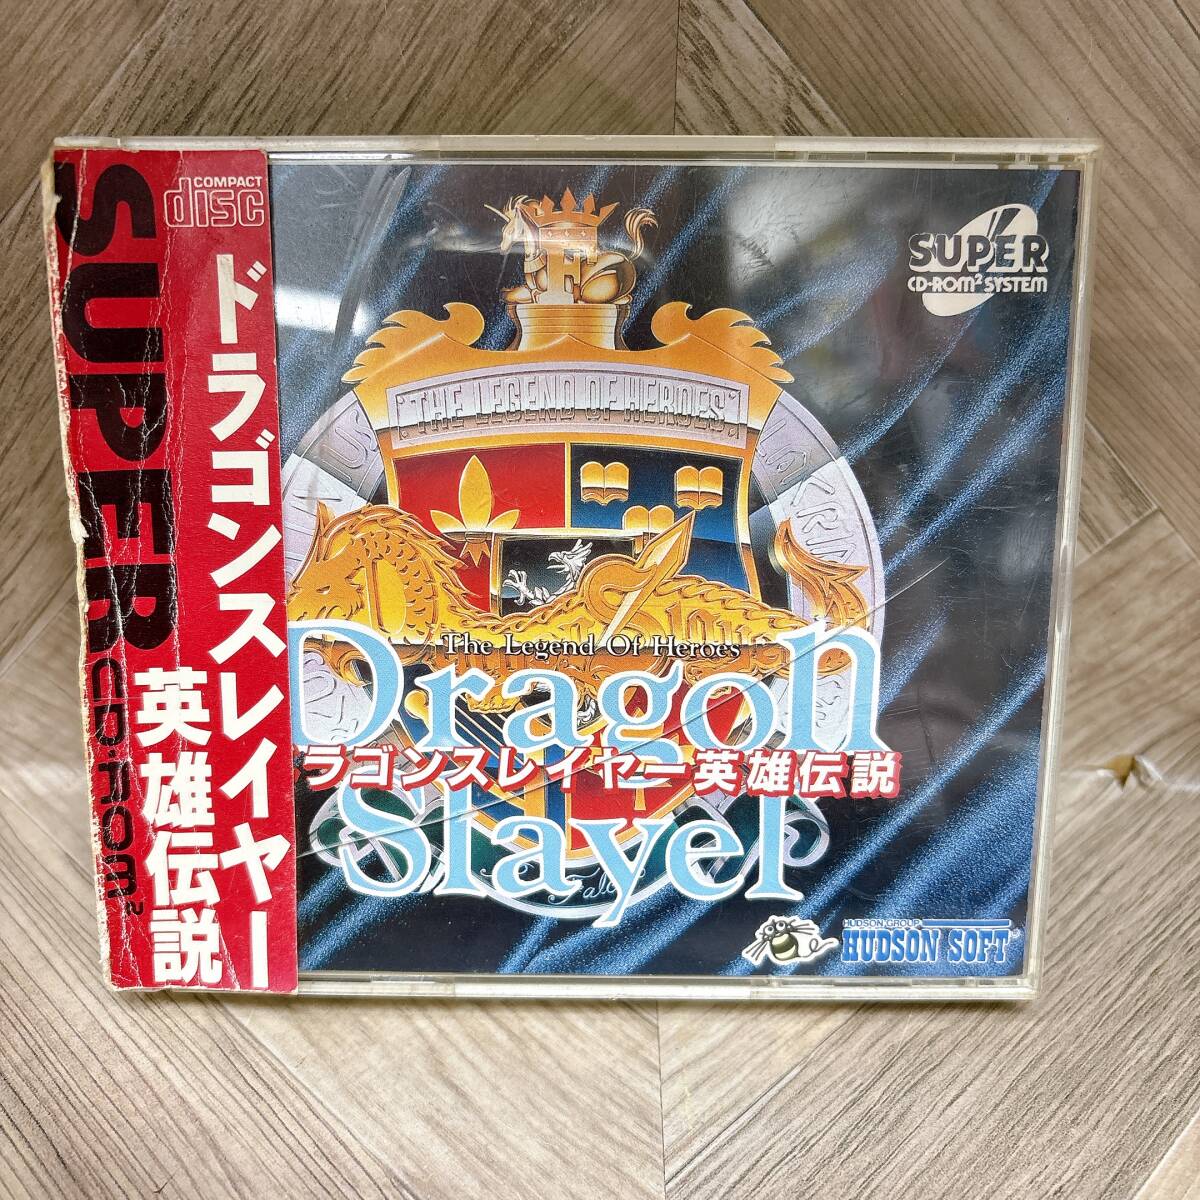 SUPER CD·ROM²
COMPACT
disc
ドラゴンスレイヤー
英雄伝説
SUPER
CD-ROM² SYSTEM
THE LEGEND OF HEROES
The Legend Of Heroes
Dragon
ラゴンスレイヤー英雄伝説
Slayer
HUDSON GROUP
HUDSON SOFT